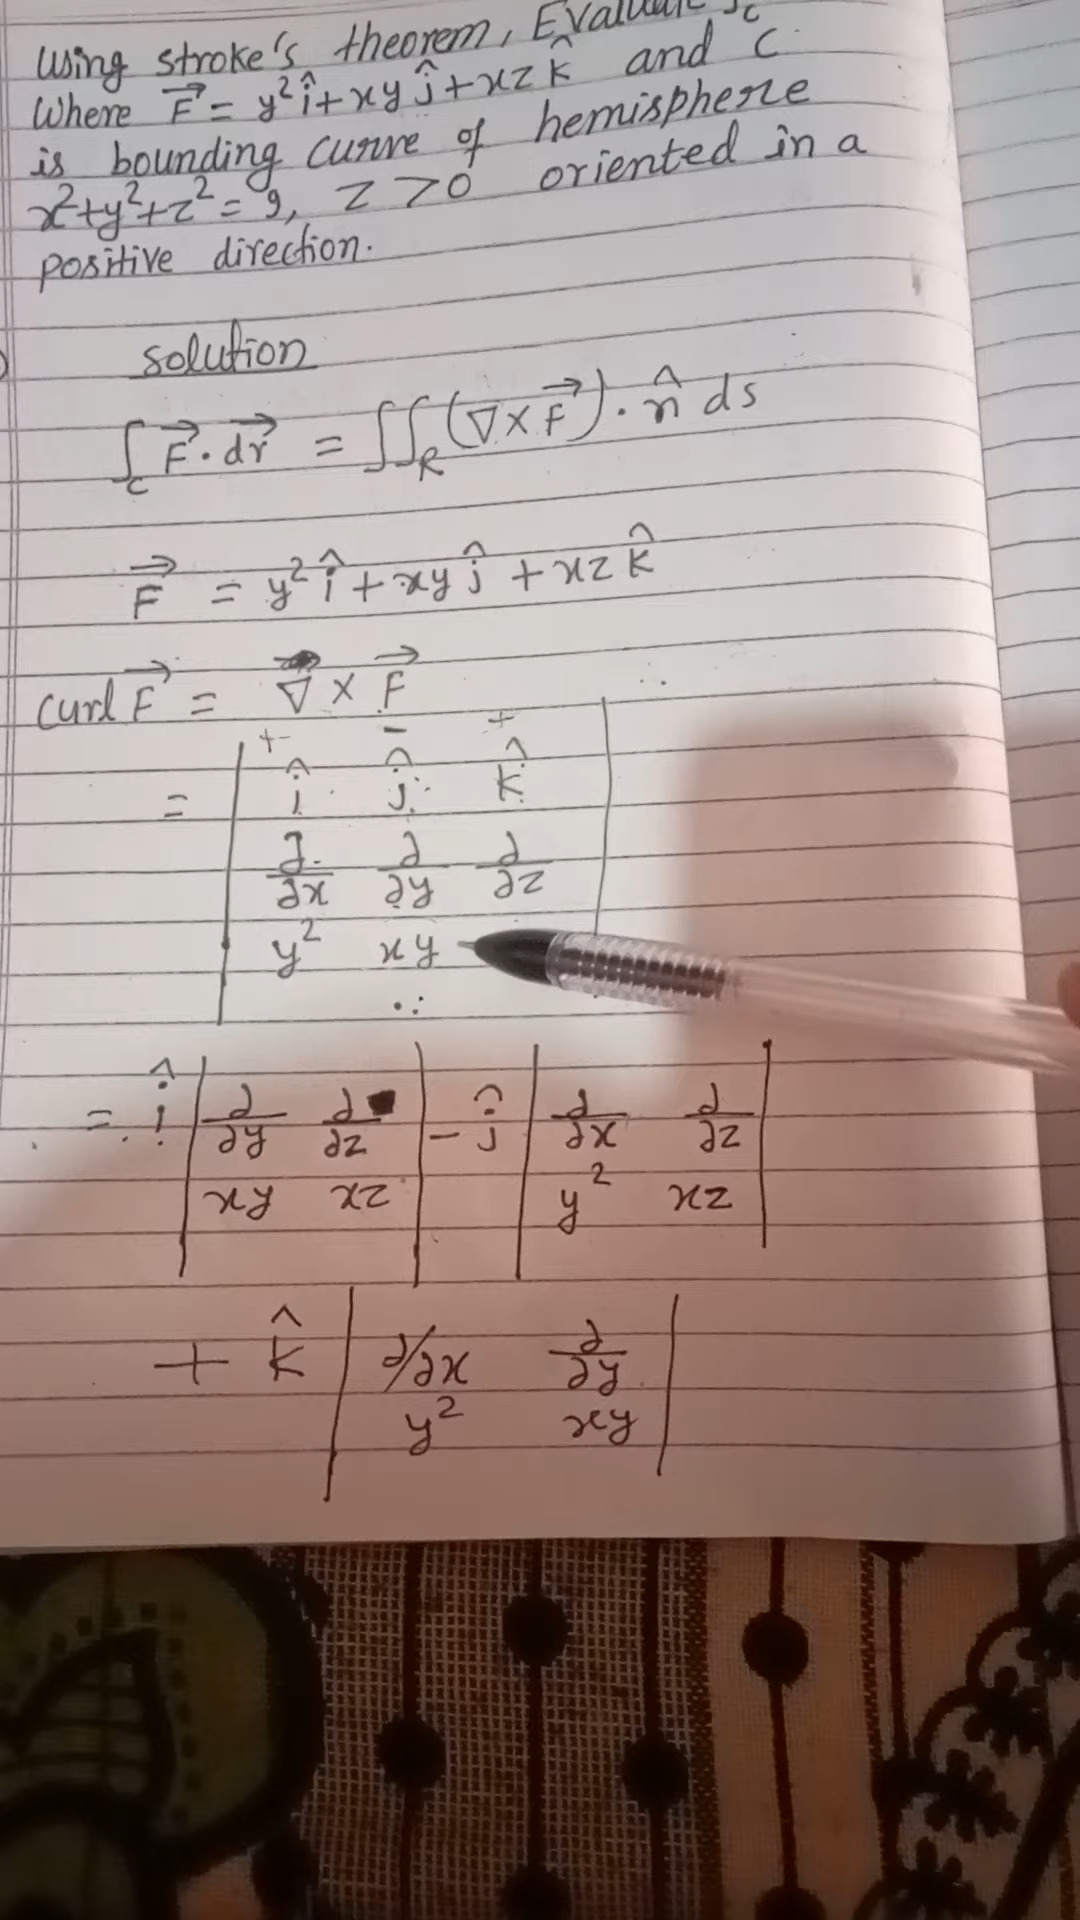 Using stroke's theorem, Evaluate ∫c
Where F⃗ = y² î + xy ĵ + xz k̂ and C
is bounding curve of hemisphere
x²+y²+z² = 9, z > 0 oriented in a
positive direction.
solution
∫c F⃗ . dr⃗ = ∬R (∇ × F⃗) . n̂ ds
F⃗ = y² î + xy ĵ + xz k̂
Curl F⃗ = ∇ × F⃗
+ − +
= | î ĵ k̂ |
| ∂/∂x ∂/∂y ∂/∂z |
| y² xy
= î | ∂/∂y ∂/∂z | − ĵ | ∂/∂x ∂/∂z |
| xy xz | | y² xz |
+ k̂ | ∂/∂x ∂/∂y |
| y² xy |